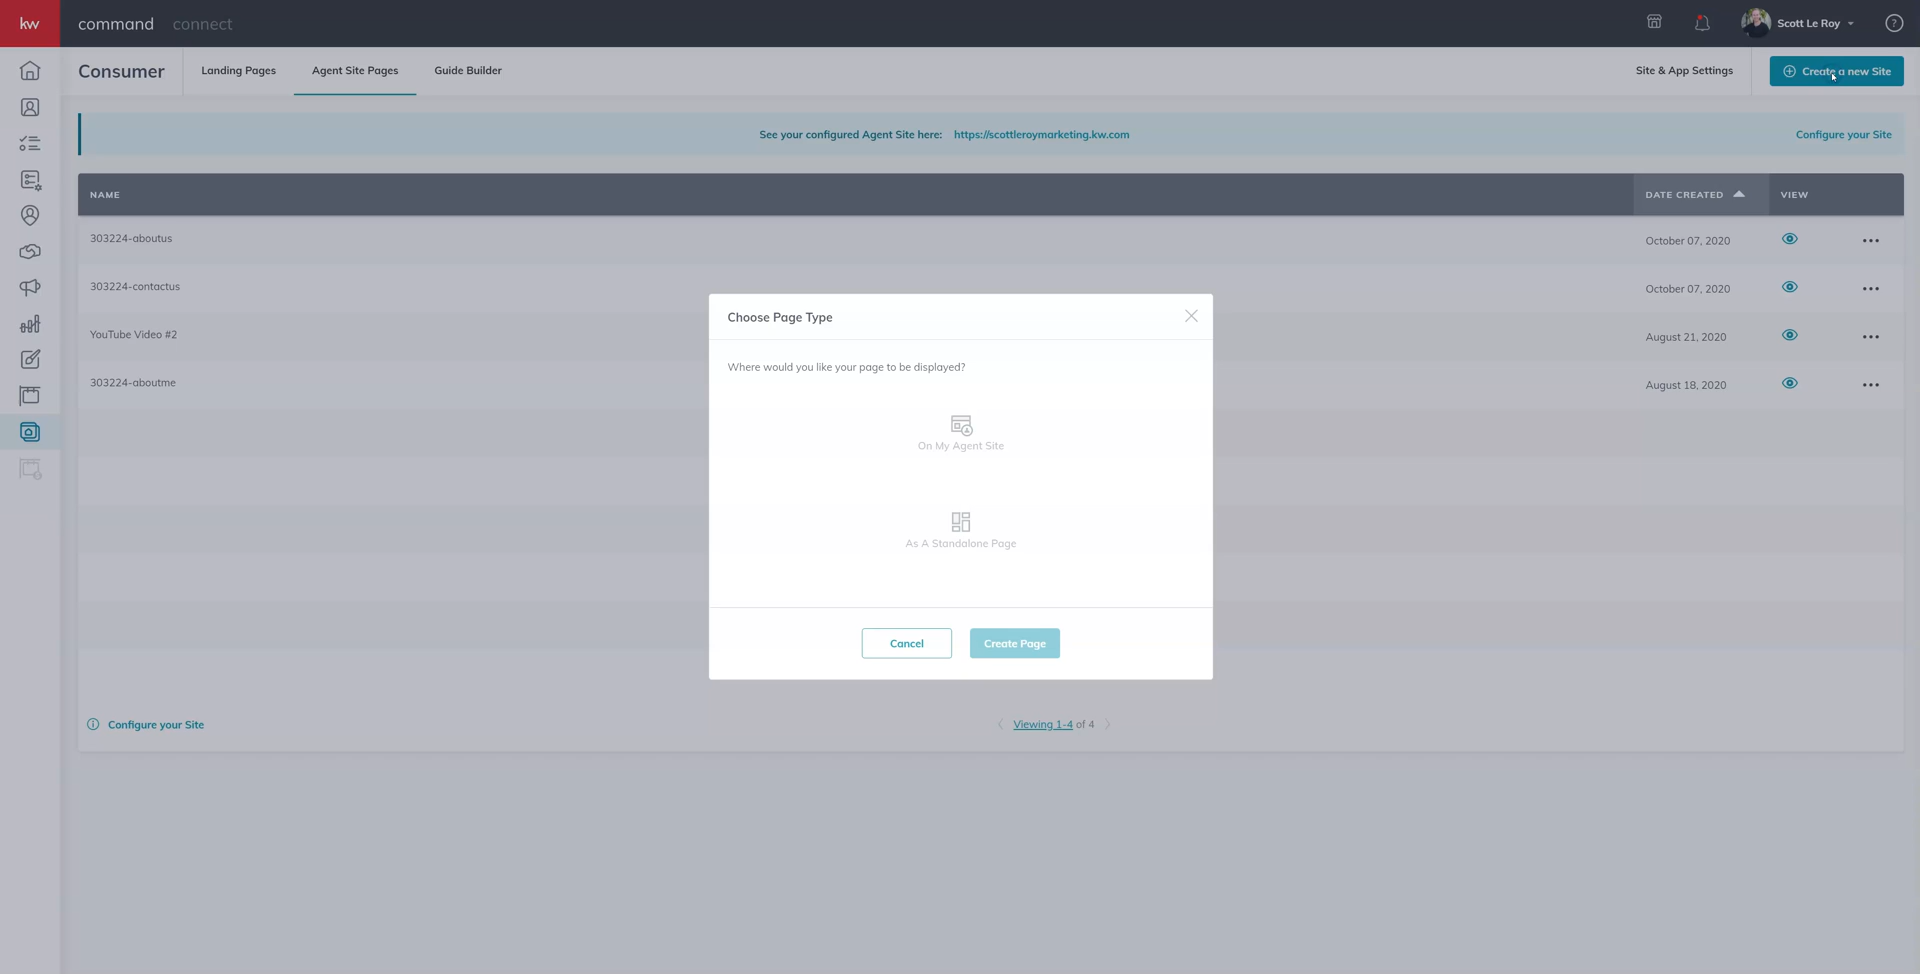 kw command connect Scott Le Roy ?
Consumer Landing Pages Agent Site Pages Guide Builder Site & App Settings Create a new Site
See your configured Agent Site here: https://scottleroymarketing.kw.com Configure your Site
NAME DATE CREATED VIEW
303224-aboutus October 07, 2020
303224-contactus October 07, 2020
YouTube Video #2 August 21, 2020
303224-aboutme August 18, 2020
Choose Page Type
Where would you like your page to be displayed?
On My Agent Site
As A Standalone Page
Cancel Create Page
Configure your Site Viewing 1-4 of 4